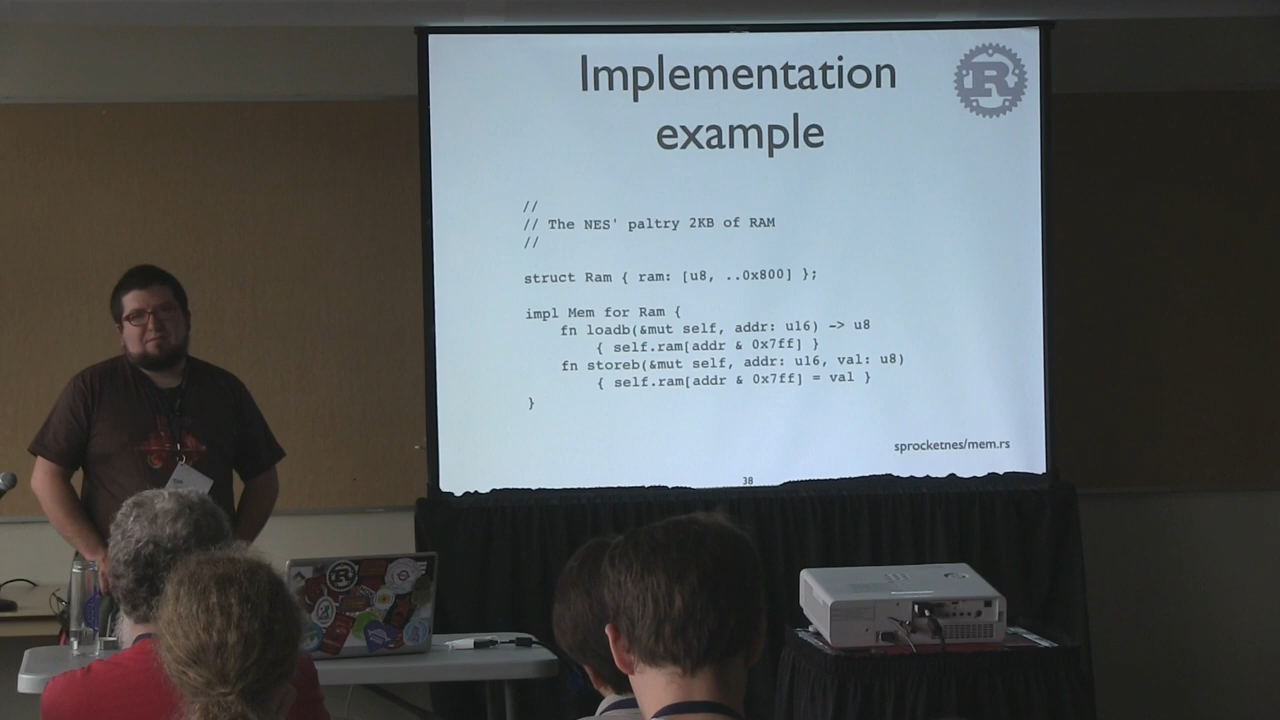 Implementation
example
R
//
// The NES' paltry 2KB of RAM
//
struct Ram { ram: [u8, ..0x800] };
impl Mem for Ram {
fn loadb(&mut self, addr: u16) -> u8
{ self.ram[addr & 0x7ff] }
fn storeb(&mut self, addr: u16, val: u8)
{ self.ram[addr & 0x7ff] = val }
}
sprocketnes/mem.rs
38
R